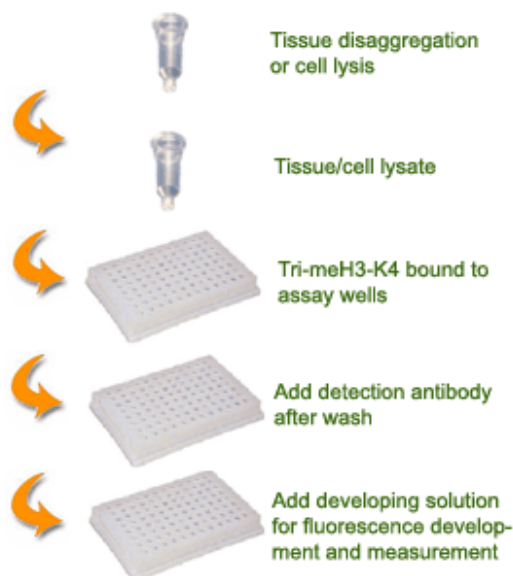 Tissue disaggregation
or cell lysis
Tissue/cell lysate
Tri-meH3-K4 bound to
assay wells
Add detection antibody
after wash
Add developing solution
for fluorescence develop-
ment and measurement